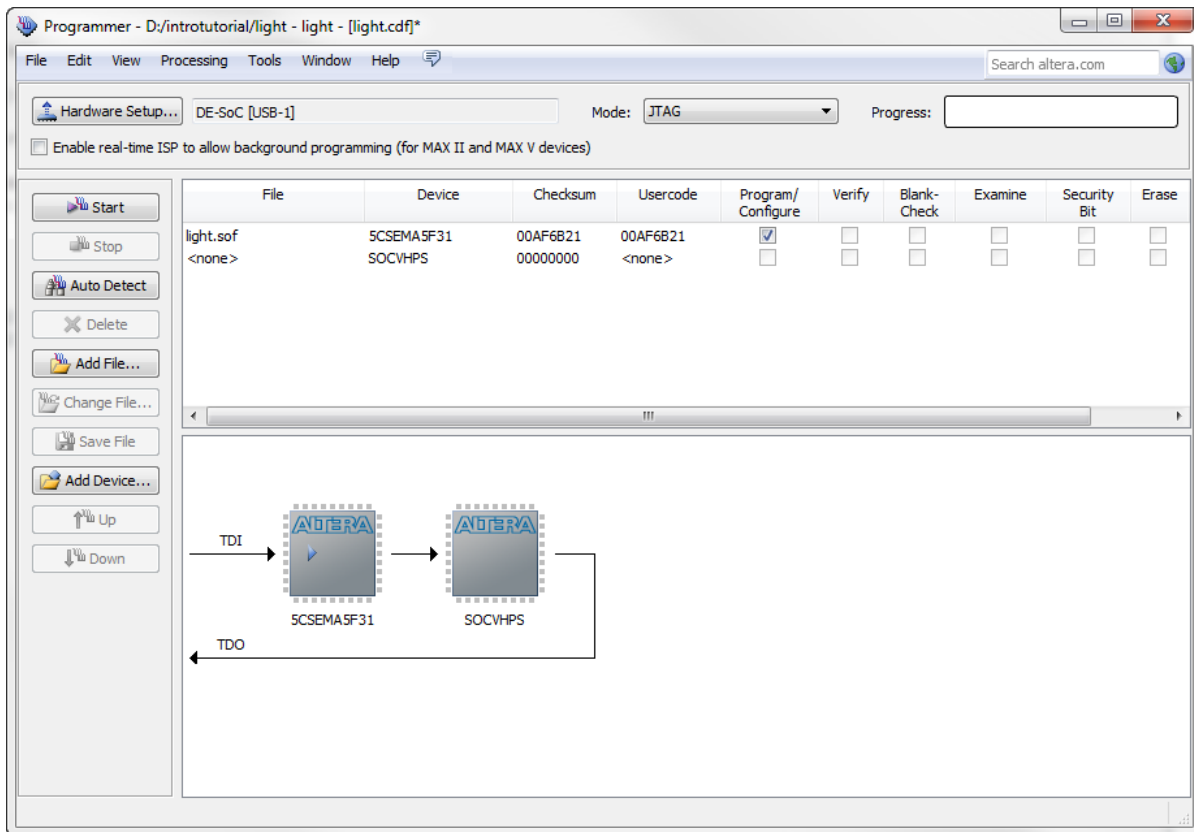 Programmer - D:/introtutorial/light - light - [light.cdf]*
File Edit View Processing Tools Window Help
Search altera.com
Hardware Setup... DE-SoC [USB-1] Mode: JTAG Progress:
Enable real-time ISP to allow background programming (for MAX II and MAX V devices)
Start
Stop
Auto Detect
Delete
Add File...
Change File...
Save File
Add Device...
Up
Down
File Device Checksum Usercode Program/ Configure Verify Blank- Check Examine Security Bit Erase
light.sof 5CSEMA5F31 00AF6B21 00AF6B21
<none> SOCVHPS 00000000 <none>
TDI
ALTERA
ALTERA
5CSEMA5F31
SOCVHPS
TDO